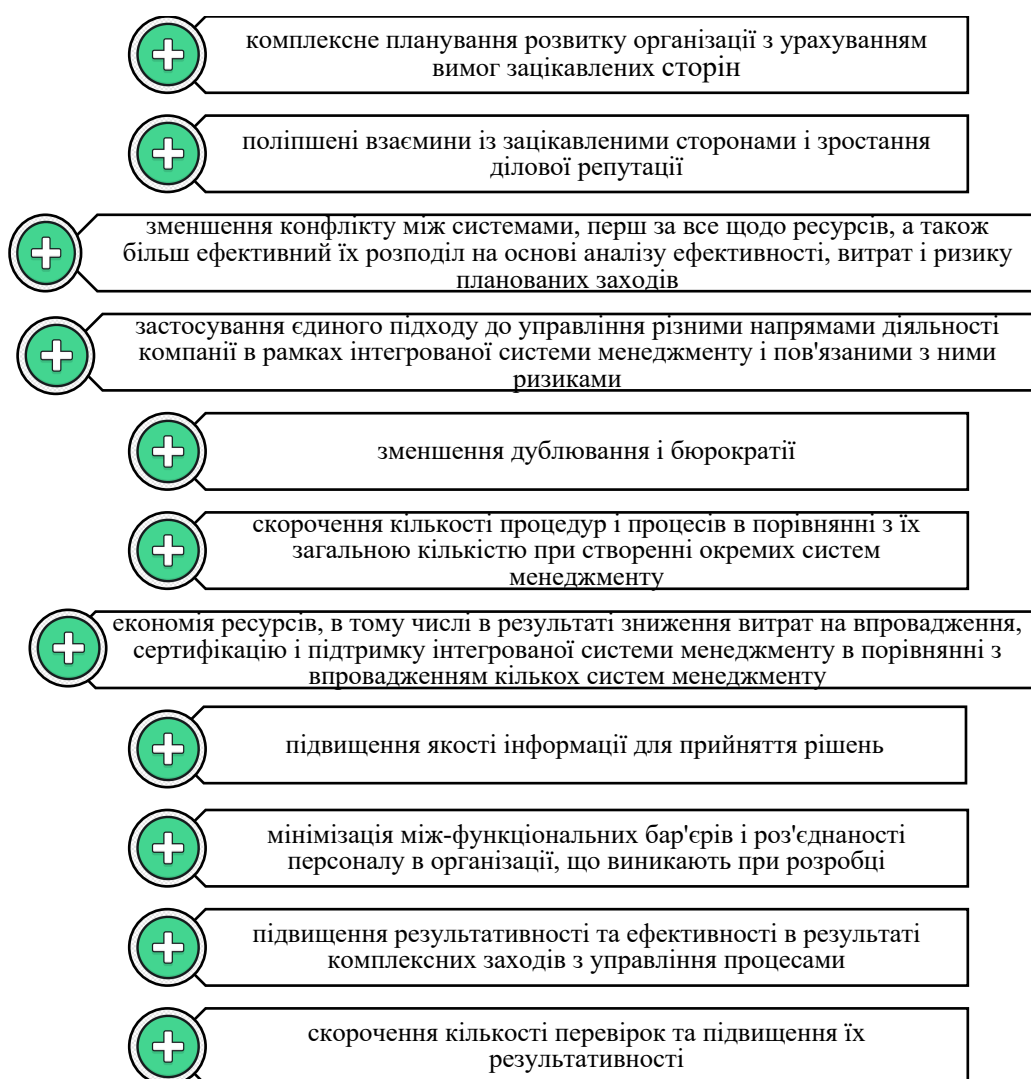 комплексне планування розвитку організації з урахуванням
вимог зацікавлених сторін
поліпшені взаємини із зацікавленими сторонами і зростання
ділової репутації
зменшення конфлікту між системами, перш за все щодо ресурсів, а також
більш ефективний їх розподіл на основі аналізу ефективності, витрат і ризику
планованих заходів
застосування єдиного підходу до управління різними напрямами діяльності
компанії в рамках інтегрованої системи менеджменту і пов'язаними з ними
ризиками
зменшення дублювання і бюрократії
скорочення кількості процедур і процесів в порівнянні з їх
загальною кількістю при створенні окремих систем
менеджменту
економія ресурсів, в тому числі в результаті зниження витрат на впровадження,
сертифікацію і підтримку інтегрованої системи менеджменту в порівнянні з
впровадженням кількох систем менеджменту
підвищення якості інформації для прийняття рішень
мінімізація між-функціональних бар'єрів і роз'єднаності
персоналу в організації, що виникають при розробці
підвищення результативності та ефективності в результаті
комплексних заходів з управління процесами
скорочення кількості перевірок та підвищення їх
результативності